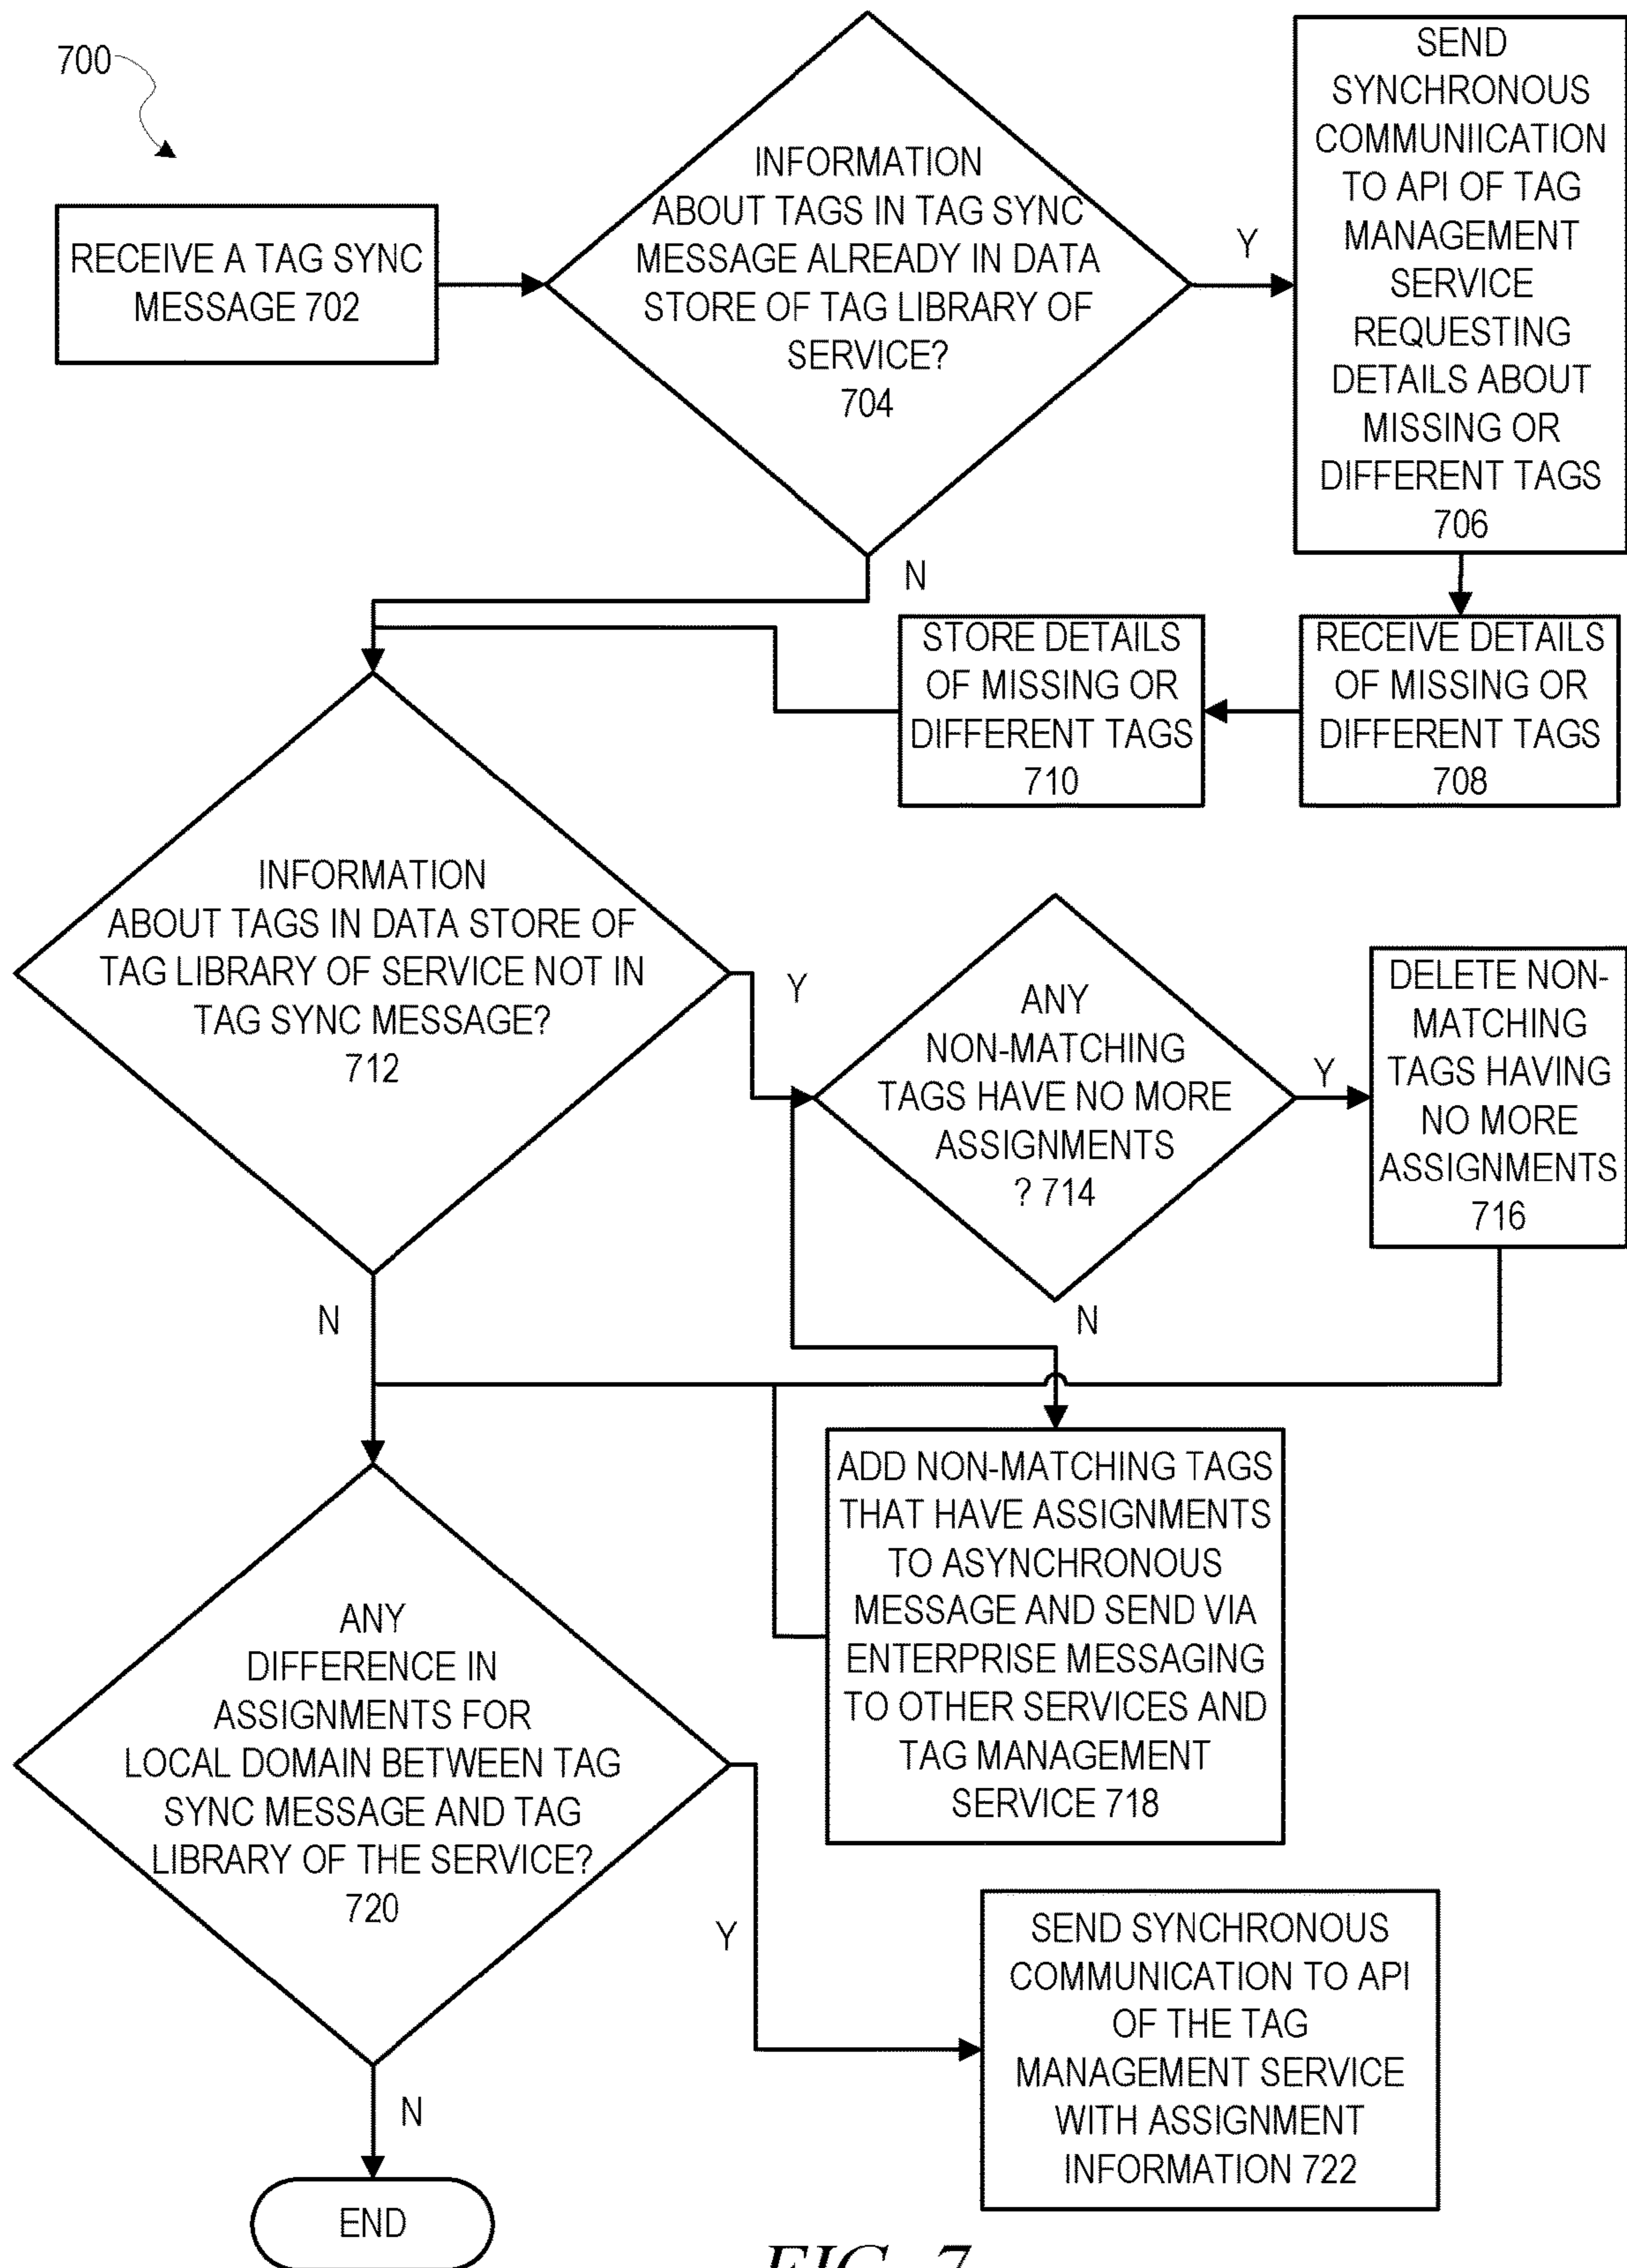 700
RECEIVE A TAG SYNC
MESSAGE 702
INFORMATION
ABOUT TAGS IN TAG SYNC
MESSAGE ALREADY IN DATA
STORE OF TAG LIBRARY OF
SERVICE?
704
Y
N
SEND
SYNCHRONOUS
COMMUNIICATION
TO API OF TAG
MANAGEMENT
SERVICE
REQUESTING
DETAILS ABOUT
MISSING OR
DIFFERENT TAGS
706
RECEIVE DETAILS
OF MISSING OR
DIFFERENT TAGS
708
STORE DETAILS
OF MISSING OR
DIFFERENT TAGS
710
INFORMATION
ABOUT TAGS IN DATA STORE OF
TAG LIBRARY OF SERVICE NOT IN
TAG SYNC MESSAGE?
712
Y
N
ANY
NON-MATCHING
TAGS HAVE NO MORE
ASSIGNMENTS
? 714
Y
N
DELETE NON-
MATCHING
TAGS HAVING
NO MORE
ASSIGNMENTS
716
ADD NON-MATCHING TAGS
THAT HAVE ASSIGNMENTS
TO ASYNCHRONOUS
MESSAGE AND SEND VIA
ENTERPRISE MESSAGING
TO OTHER SERVICES AND
TAG MANAGEMENT
SERVICE 718
ANY
DIFFERENCE IN
ASSIGNMENTS FOR
LOCAL DOMAIN BETWEEN TAG
SYNC MESSAGE AND TAG
LIBRARY OF THE SERVICE?
720
Y
N
SEND SYNCHRONOUS
COMMUNICATION TO API
OF THE TAG
MANAGEMENT SERVICE
WITH ASSIGNMENT
INFORMATION 722
END
FIG. 7